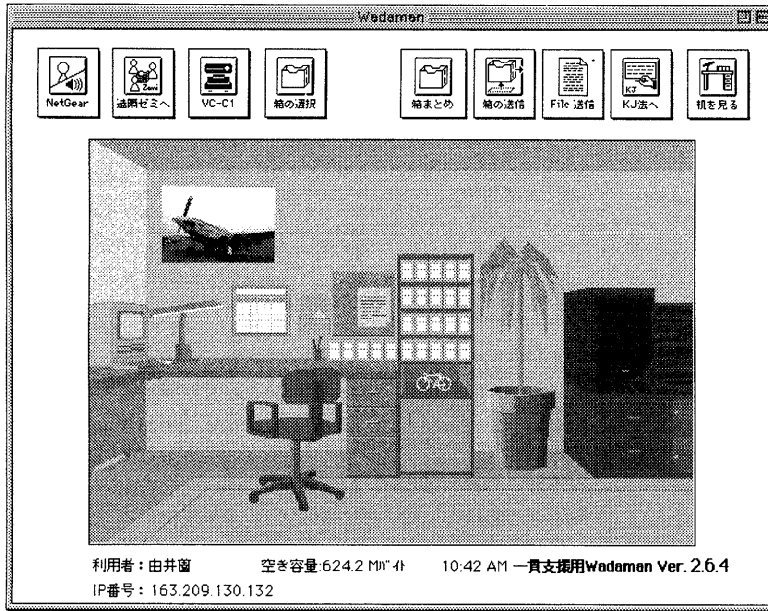 Wadaman
NetGear
遠隔ゼミへ
VC-C1
箱の選択
箱まとめ
箱の送信
File 送信
KJ法へ
机を見る
Zemi
KJ
利用者：由井薗
空き容量:624.2 Mバイト
10:42 AM 一貫支援用Wadaman Ver. 2.6.4
IP番号： 163.209.130.132